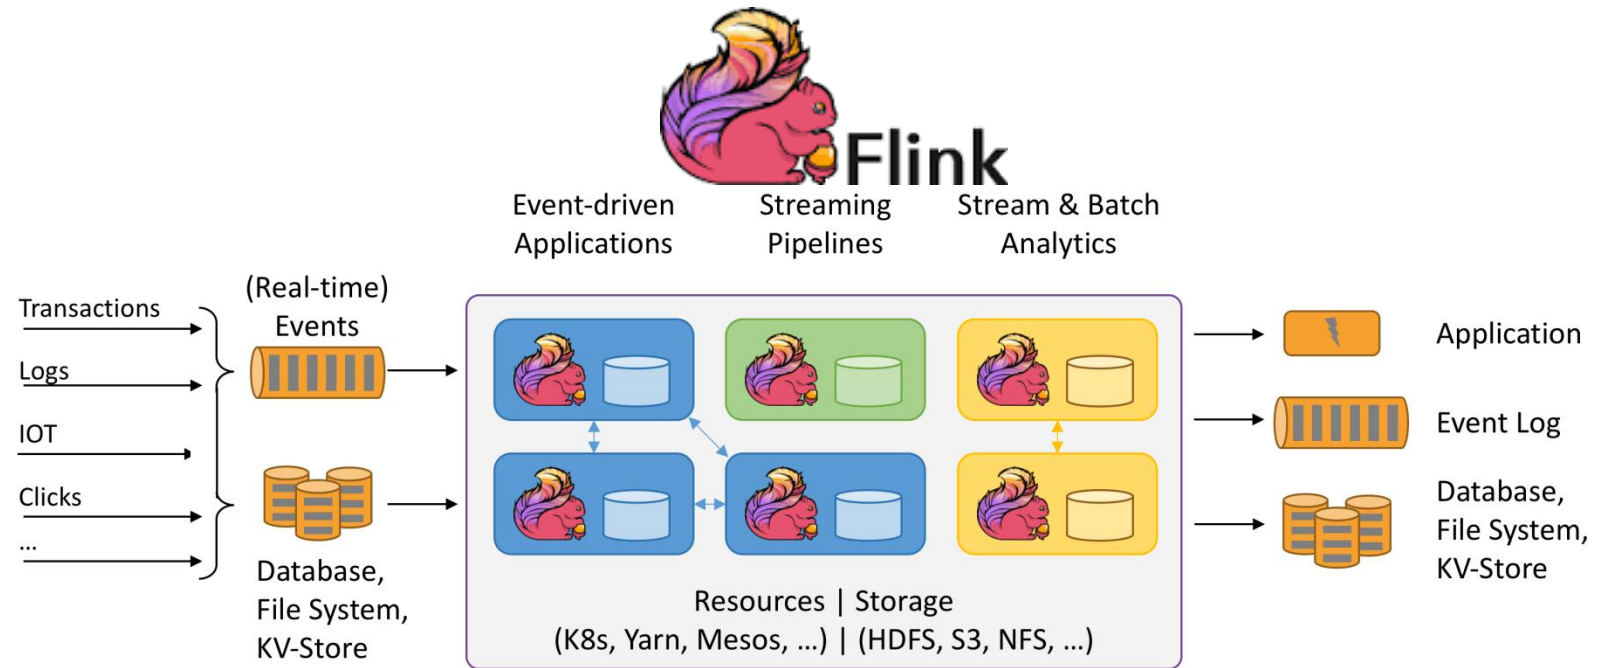 Flink
Event-driven
Applications
Streaming
Pipelines
Stream & Batch
Analytics
Transactions
Logs
IOT
Clicks
...
(Real-time)
Events
Database,
File System,
KV-Store
Resources | Storage
(K8s, Yarn, Mesos, ...) | (HDFS, S3, NFS, ...)
Application
Event Log
Database,
File System,
KV-Store